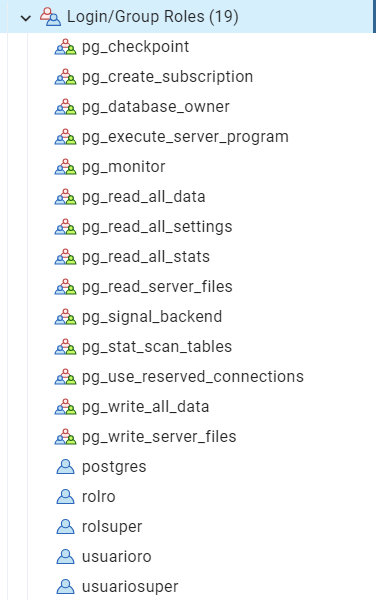 Login/Group Roles (19)
pg_checkpoint
pg_create_subscription
pg_database_owner
pg_execute_server_program
pg_monitor
pg_read_all_data
pg_read_all_settings
pg_read_all_stats
pg_read_server_files
pg_signal_backend
pg_stat_scan_tables
pg_use_reserved_connections
pg_write_all_data
pg_write_server_files
postgres
rolro
rolsuper
usuarioro
usuariosuper